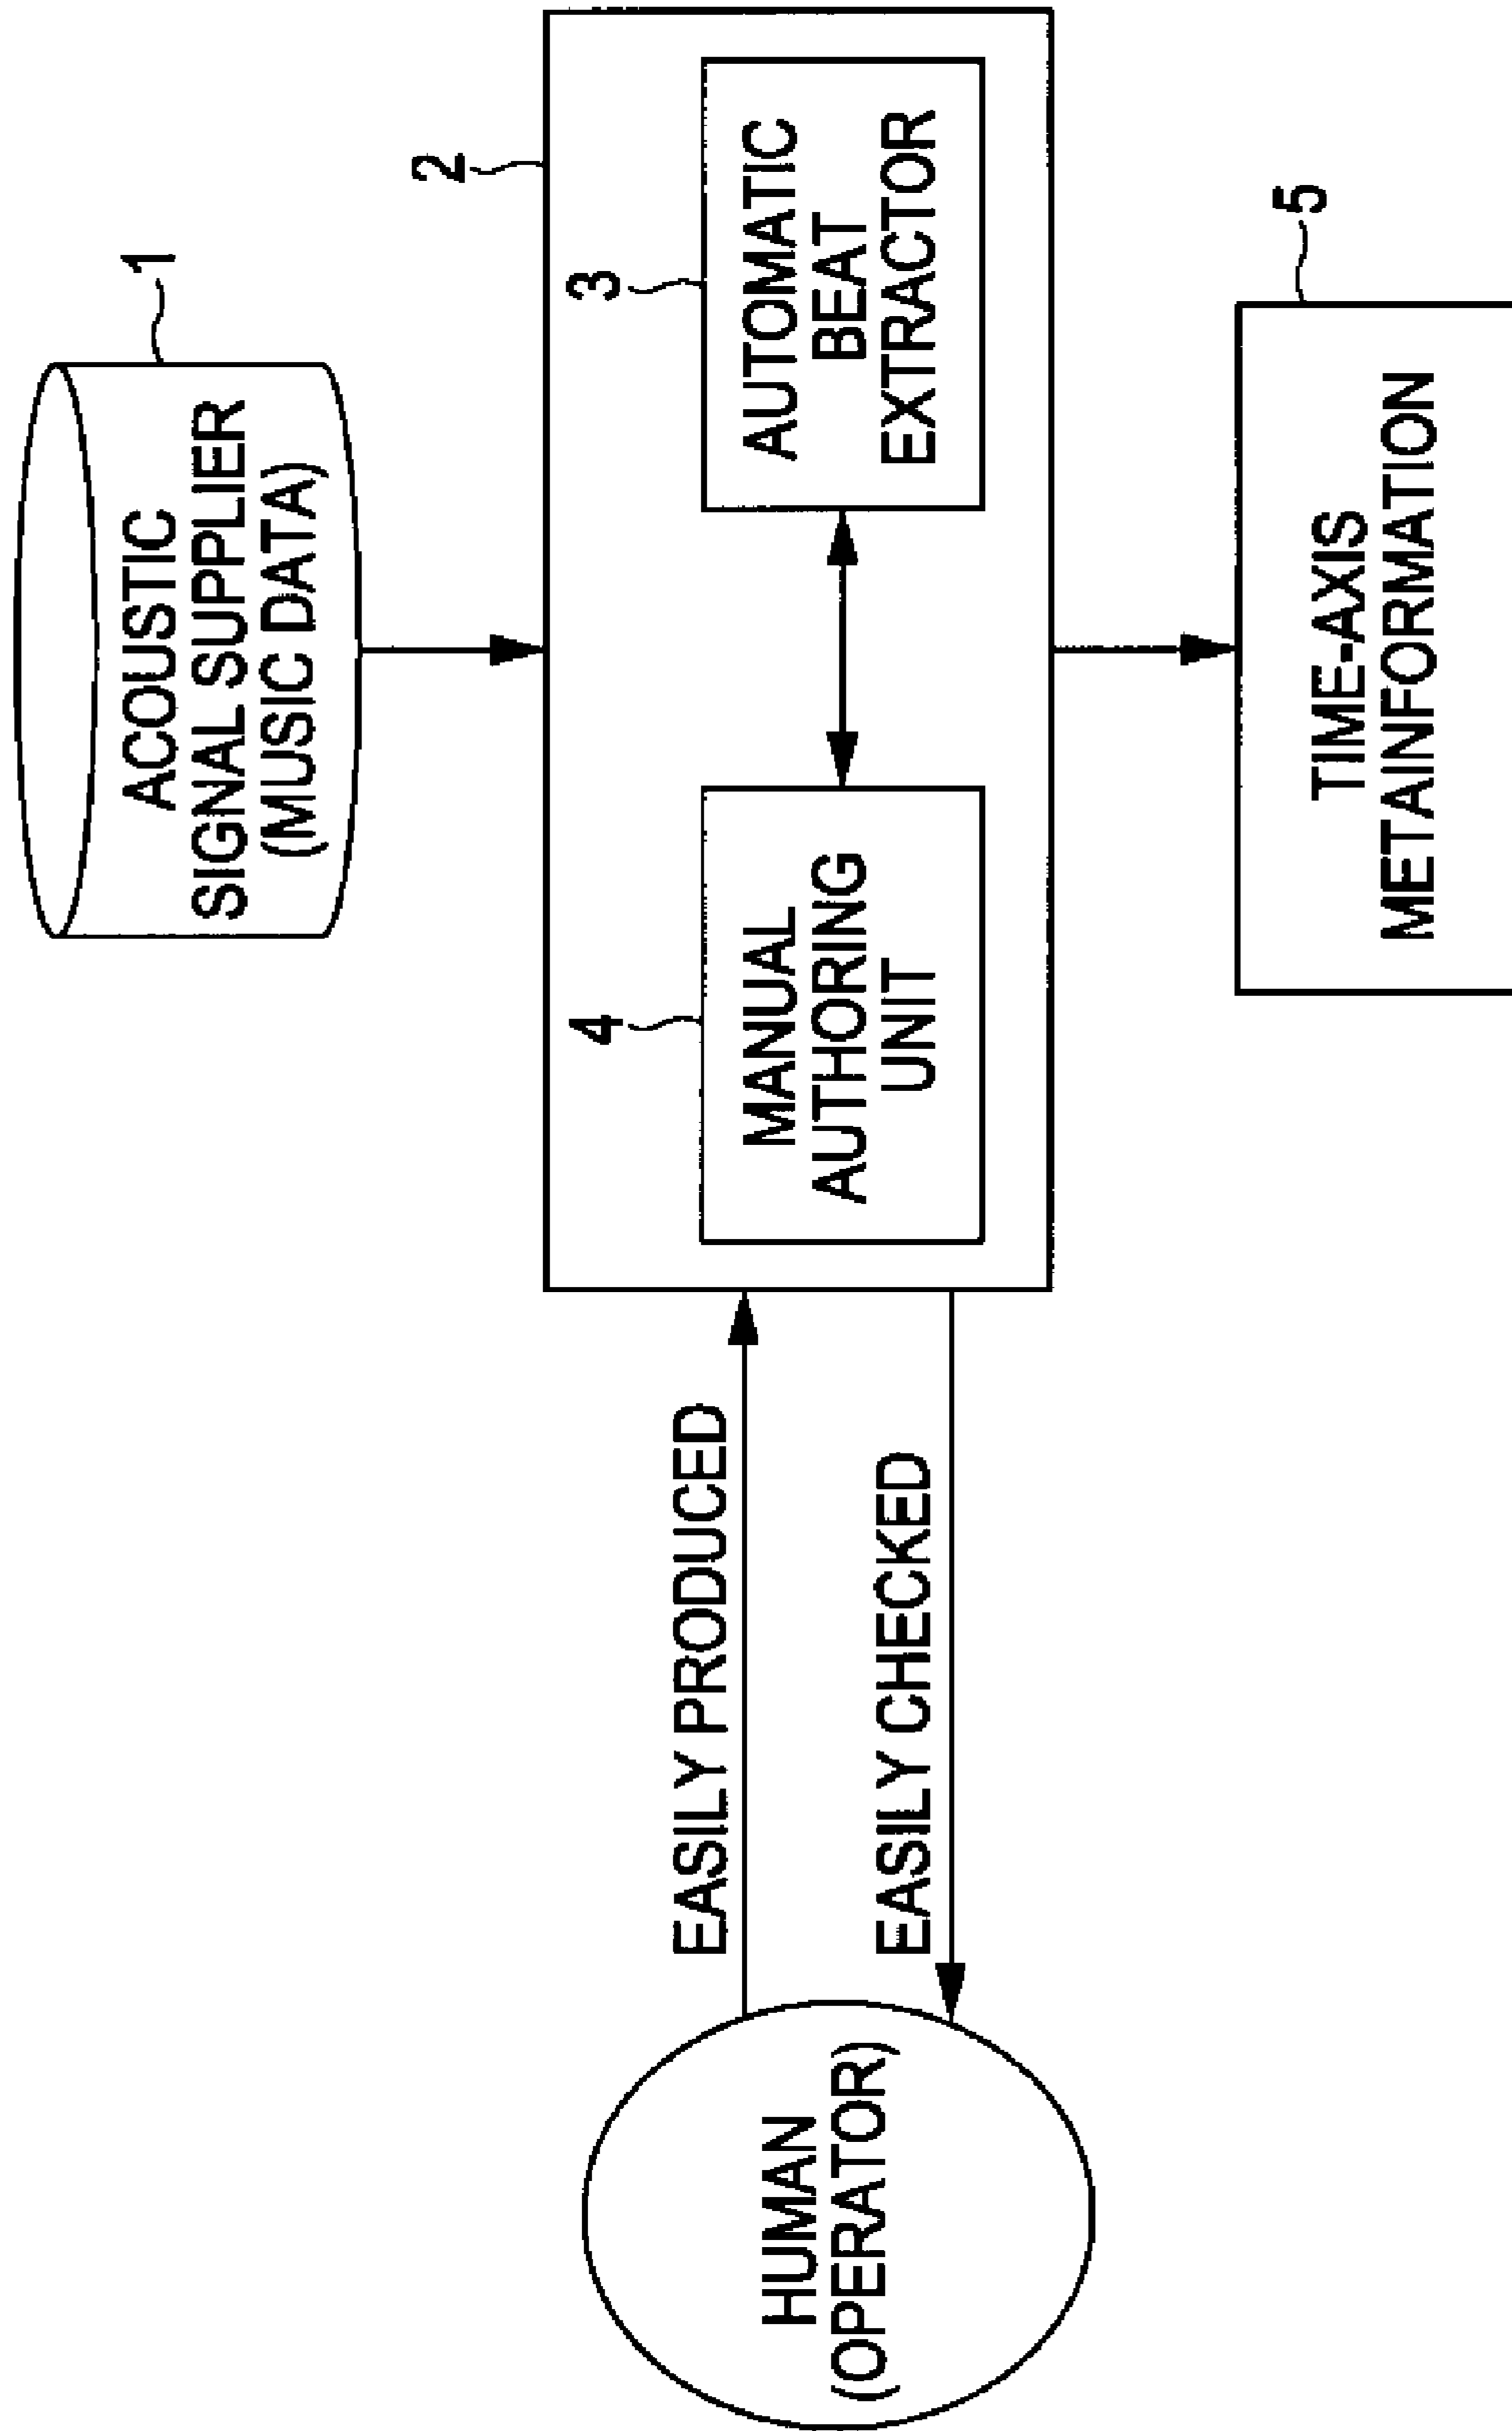 1
ACOUSTIC
SIGNAL SUPPLIER
(MUSIC DATA)
2
3
AUTOMATIC
BEAT
EXTRACTOR
4
MANUAL
AUTHORING
UNIT
5
TIME-AXIS
METAINFORMATION
EASILY PRODUCED
EASILY CHECKED
HUMAN
(OPERATOR)